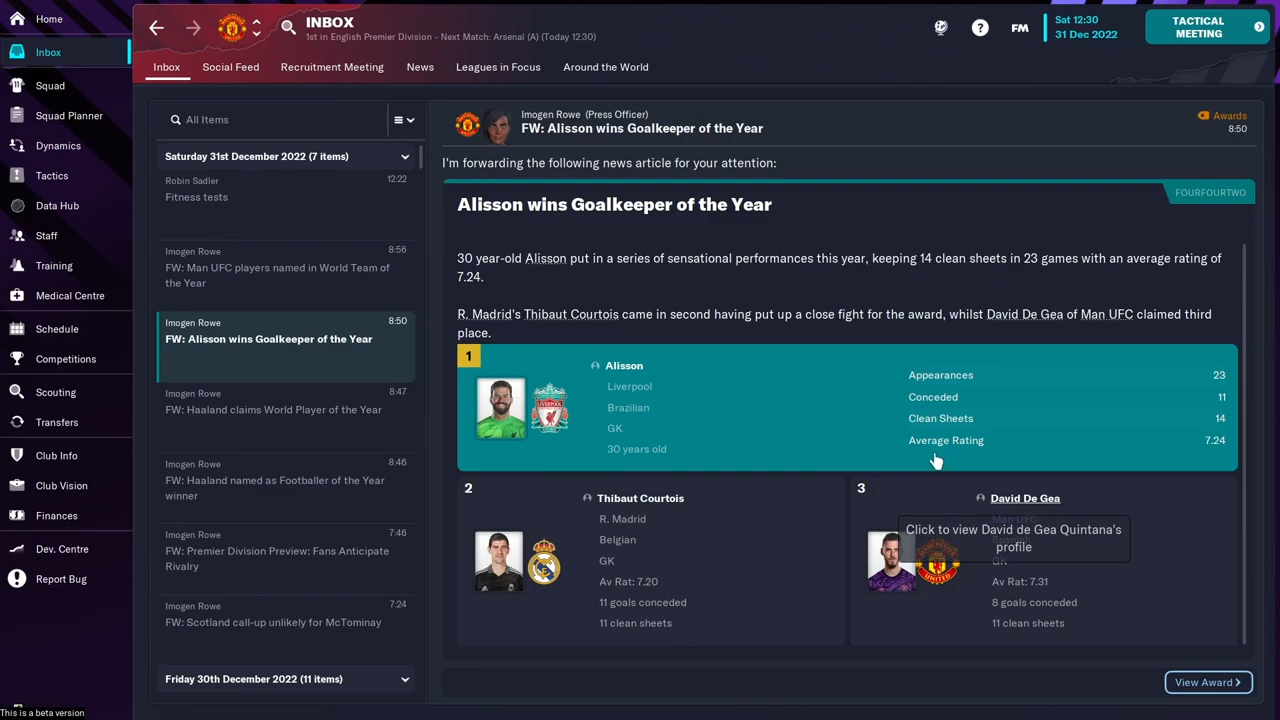 Home
Inbox
Squad
Squad Planner
Dynamics
Tactics
Data Hub
Staff
Training
Medical Centre
Schedule
Competitions
Scouting
Transfers
Club Info
Club Vision
Finances
Dev. Centre
Report Bug
This is a beta version
INBOX
1st in English Premier Division - Next Match: Arsenal (A) (Today 12:30)
FM
Sat 12:30
31 Dec 2022
TACTICAL
MEETING
Inbox Social Feed Recruitment Meeting News Leagues in Focus Around the World
All Items
Saturday 31st December 2022 (7 items)
Robin Sadler 12:22
Fitness tests
Imogen Rowe 8:56
FW: Man UFC players named in World Team of
the Year
Imogen Rowe 8:50
FW: Alisson wins Goalkeeper of the Year
Imogen Rowe 8:47
FW: Haaland claims World Player of the Year
Imogen Rowe 8:46
FW: Haaland named as Footballer of the Year
winner
Imogen Rowe 7:46
FW: Premier Division Preview: Fans Anticipate
Rivalry
Imogen Rowe 7:24
FW: Scotland call-up unlikely for McTominay
Friday 30th December 2022 (11 items)
Imogen Rowe (Press Officer)
FW: Alisson wins Goalkeeper of the Year
Awards
8:50
I'm forwarding the following news article for your attention:
FOURFOURTWO
Alisson wins Goalkeeper of the Year
30 year-old Alisson put in a series of sensational performances this year, keeping 14 clean sheets in 23 games with an average rating of
7.24.
R. Madrid's Thibaut Courtois came in second having put up a close fight for the award, whilst David De Gea of Man UFC claimed third
place.
1
Alisson
Liverpool
Brazilian
GK
30 years old
Appearances 23
Conceded 11
Clean Sheets 14
Average Rating 7.24
2
Thibaut Courtois
R. Madrid
Belgian
GK
Av Rat: 7.20
11 goals conceded
11 clean sheets
3
David De Gea
Man UFC
Click to view David de Gea Quintana's
profile
GK
Av Rat: 7.31
8 goals conceded
11 clean sheets
View Award